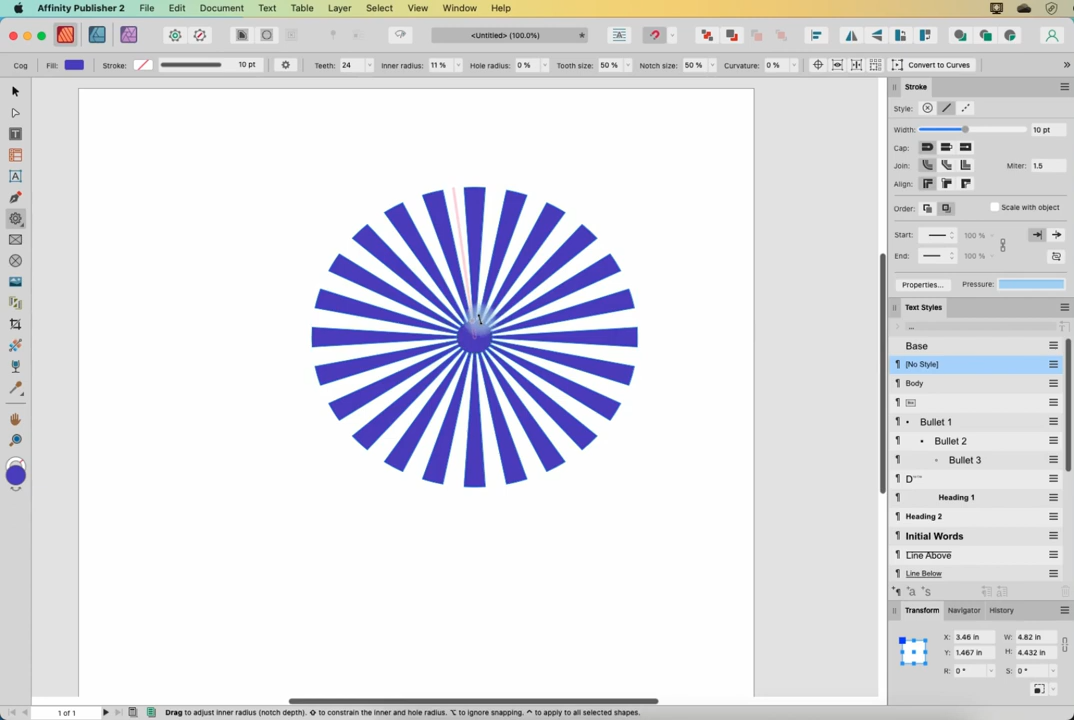 Affinity Publisher 2 File Edit Document Text Table Layer Select View Window Help
<Untitled> (100.0%)
Cog Fill: Stroke: 10 pt Teeth: 24 Inner radius: 11 % Hole radius: 0 % Tooth size: 50 % Notch size: 50 % Curvature: 0 % Convert to Curves
Stroke
Style:
Width: 10 pt
Cap:
Join: Miter: 1.5
Align:
Order: Scale with object
Start: 100 %
End: 100 %
Properties... Pressure:
Text Styles
Base
[No Style]
Body
Bullet 1
Bullet 2
Bullet 3
Heading 1
Heading 2
Initial Words
Line Above
Line Below
Transform Navigator History
X: 3.46 in W: 4.82 in
Y: 1.467 in H: 4.432 in
R: 0 ° S: 0 °
1 of 1 Drag to adjust inner radius (notch depth). ⇧ to constrain the inner and hole radius. ⌥ to ignore snapping. ^ to apply to all selected shapes.